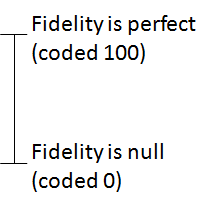 Fidelity is perfect
(coded 100)
Fidelity is null
(coded 0)